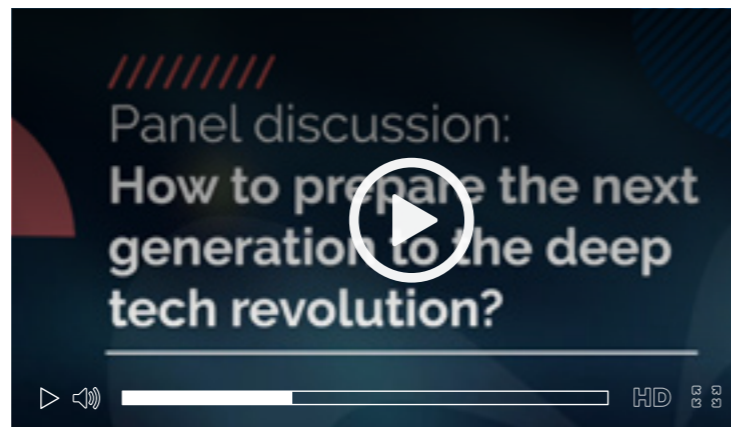 Panel discussion:
How to prepare the next
generation to the deep
tech revolution?
HD